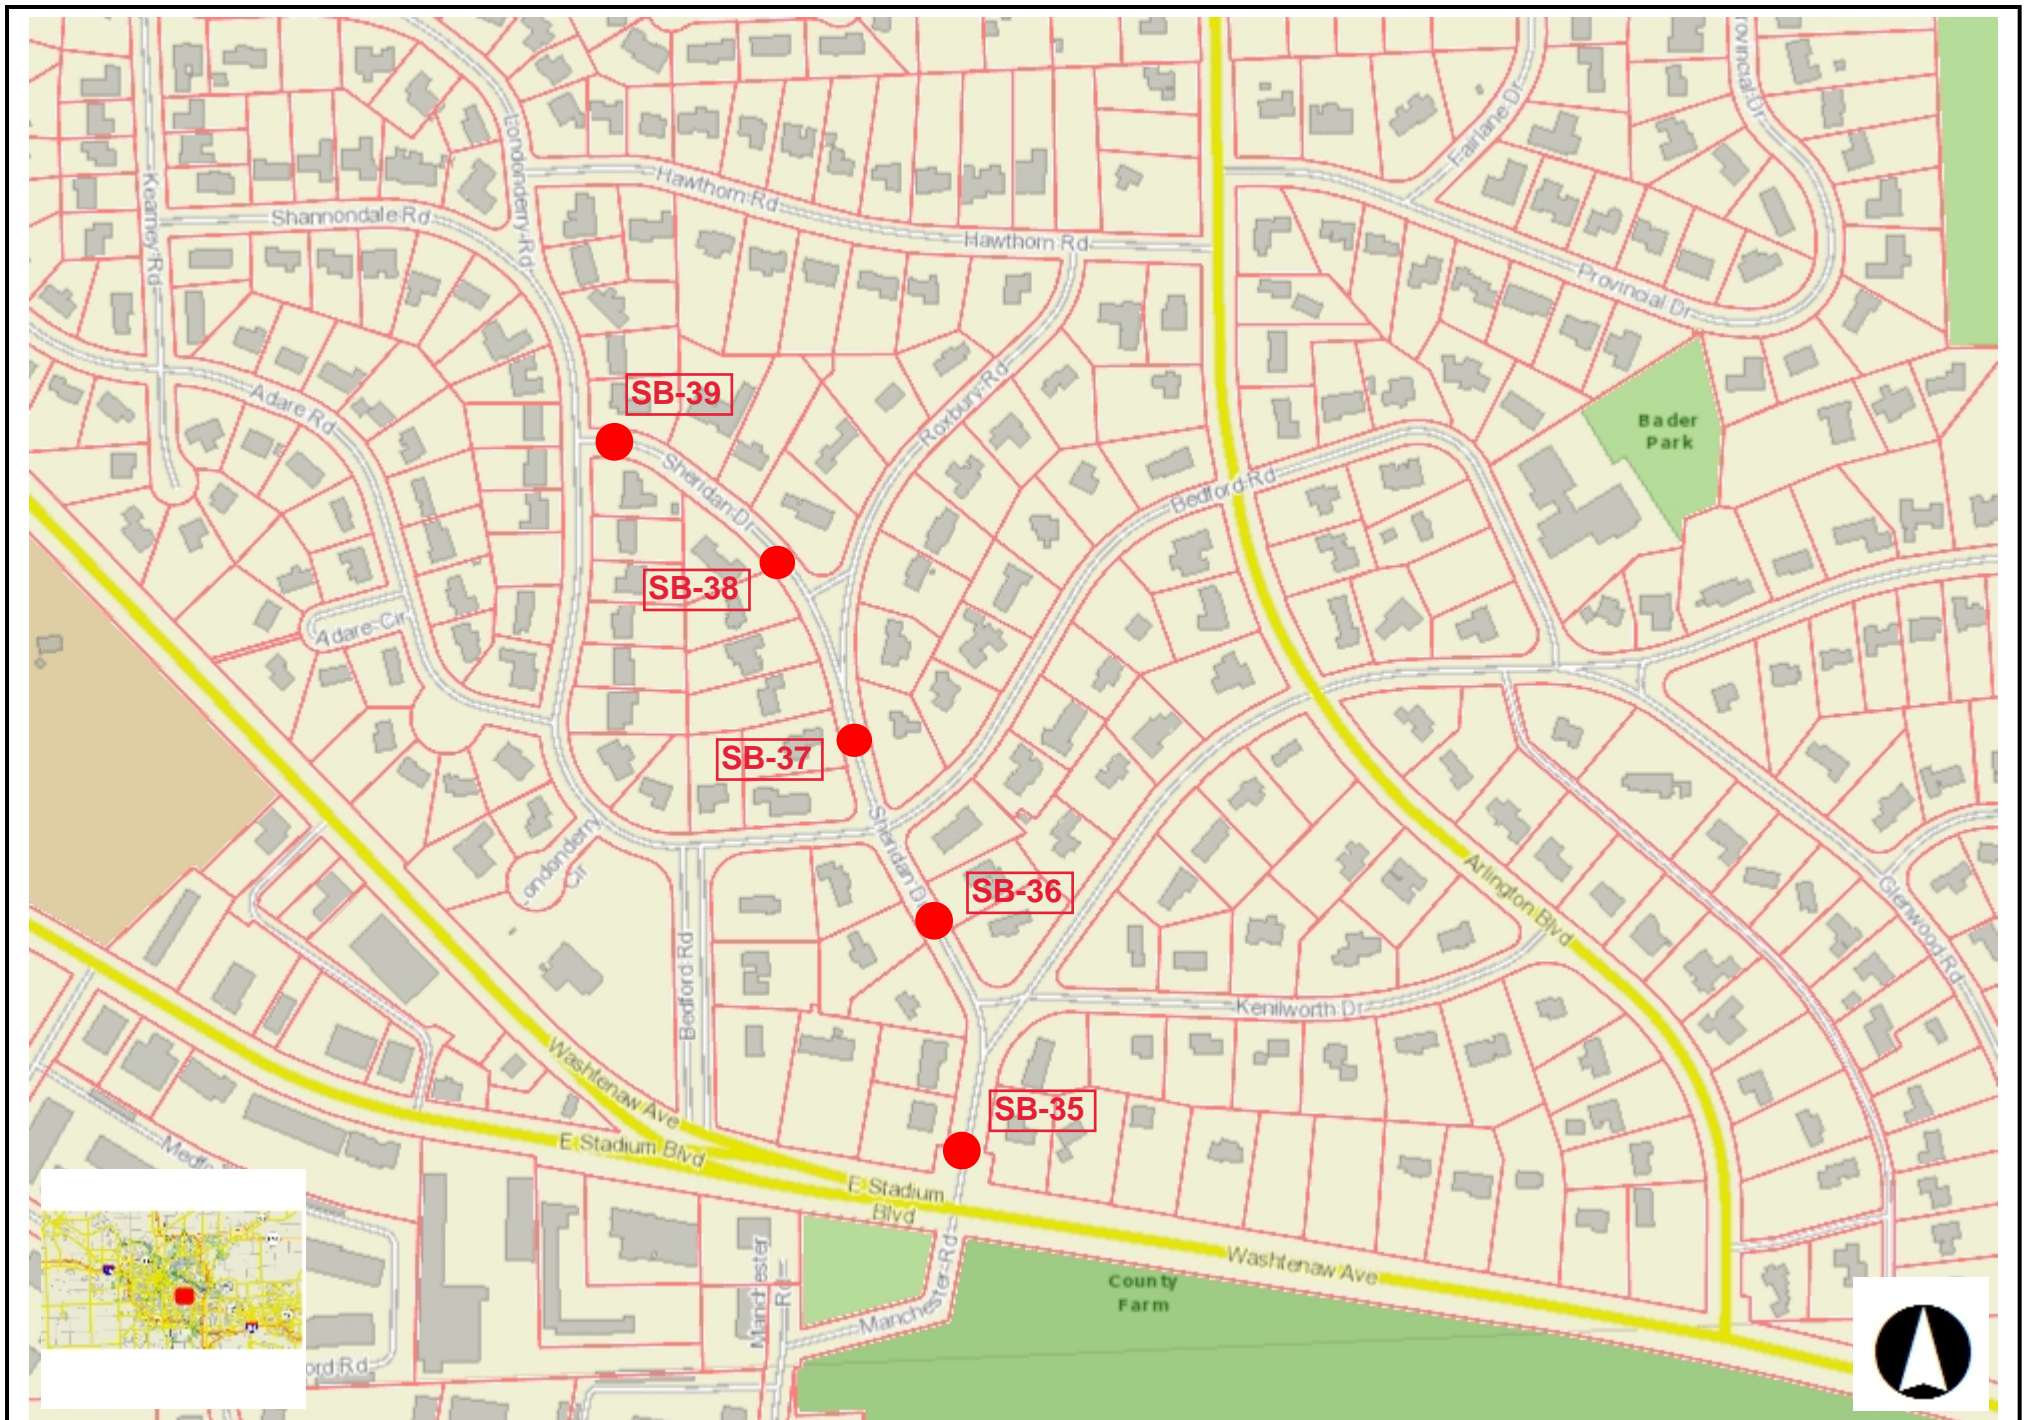 Provincial Dr
Fairlane Dr
Londonderry Rd
Kearney Rd
Hawthorn Rd
Shannondale Rd
Hawthorn Rd
Provincial Dr
SB-39
Adare Rd
Roxbury Rd
Bader
Park
Sheridan Dr
Bedford Rd
SB-38
Adare Cir
SB-37
Sheridan Dr
Londonderry
Cir
SB-36
Arlington Blvd
Glenwood Rd
Bedford Rd
Kenilworth Dr
Washtenaw Ave
SB-35
E Stadium Blvd
E Stadium
Blvd
Washtenaw Ave
Manchester
Rd
Manchester Rd
County
Farm